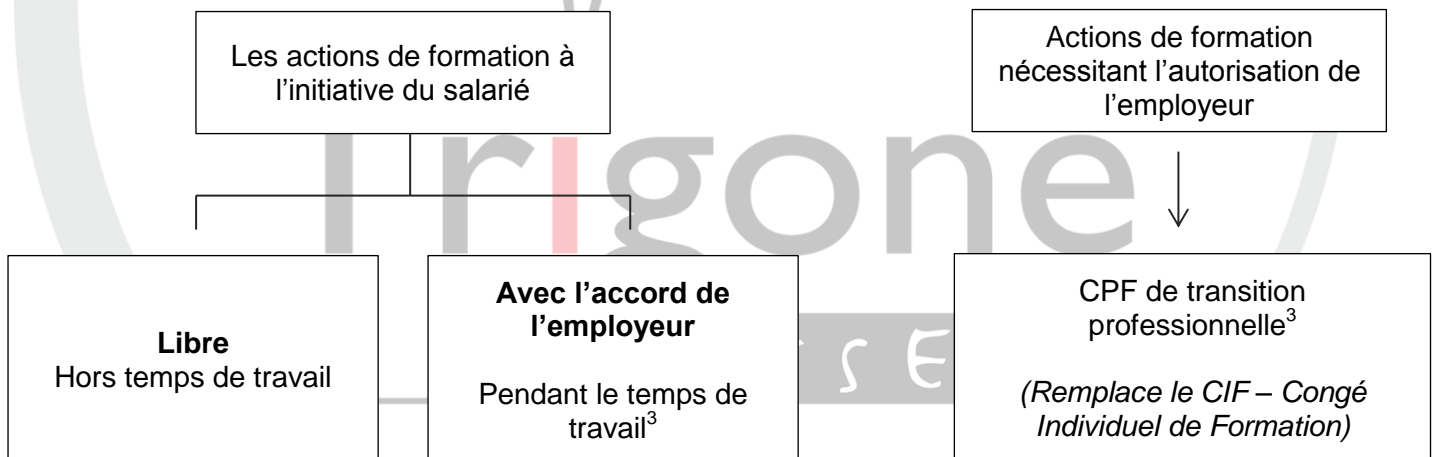 Les actions de formation à
l’initiative du salarié
Actions de formation
nécessitant l’autorisation de
l’employeur
Trigone
Libre
Hors temps de travail
Avec l’accord de
l’employeur
Pendant le temps de
travail3
CPF de transition
professionnelle3
(Remplace le CIF – Congé
Individuel de Formation)